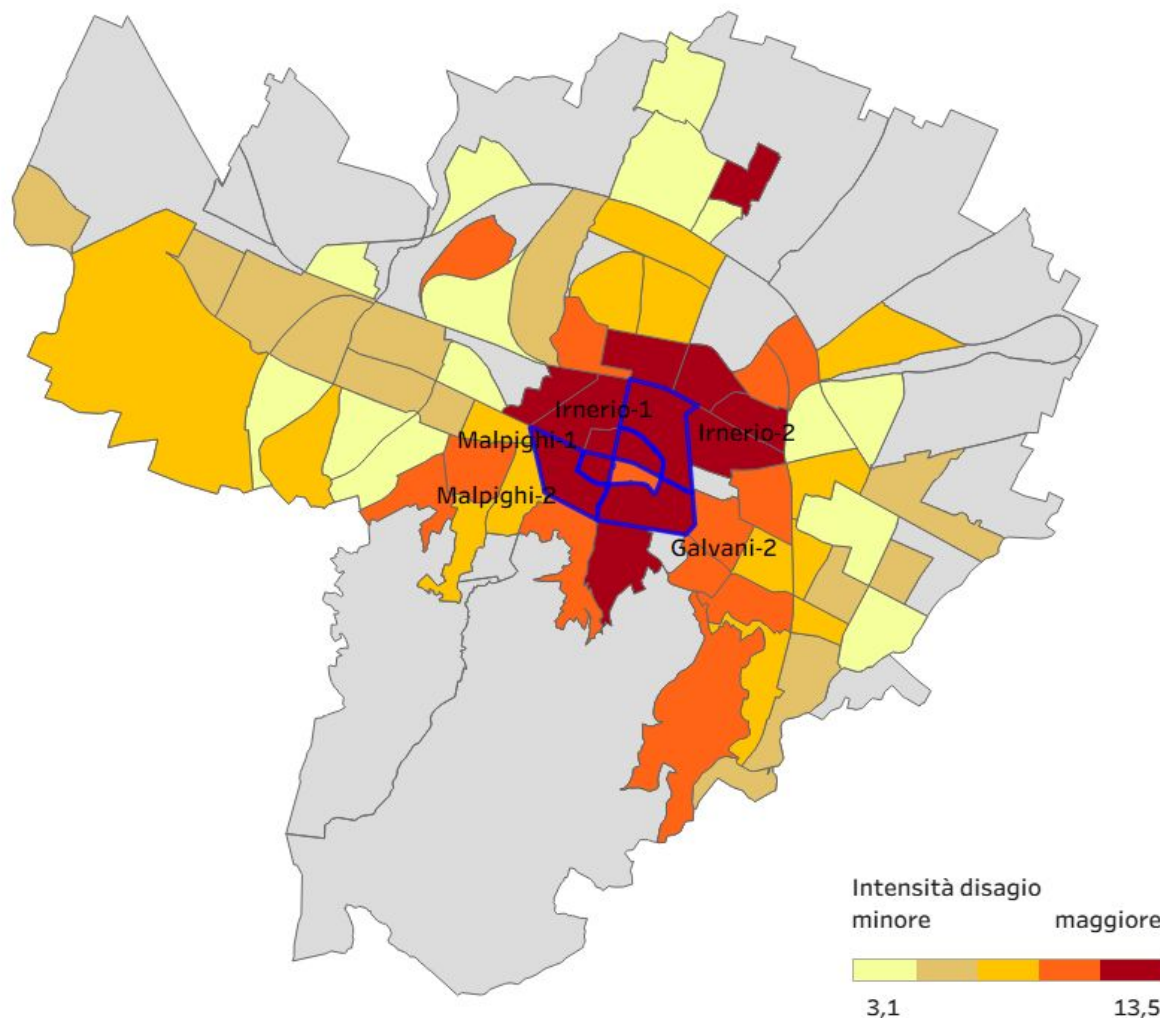 Irnerio-1
Malpighi-1
Irnerio-2
Malpighi-2
Galvani-2
Intensità disagio
minore maggiore
3,1 13,5